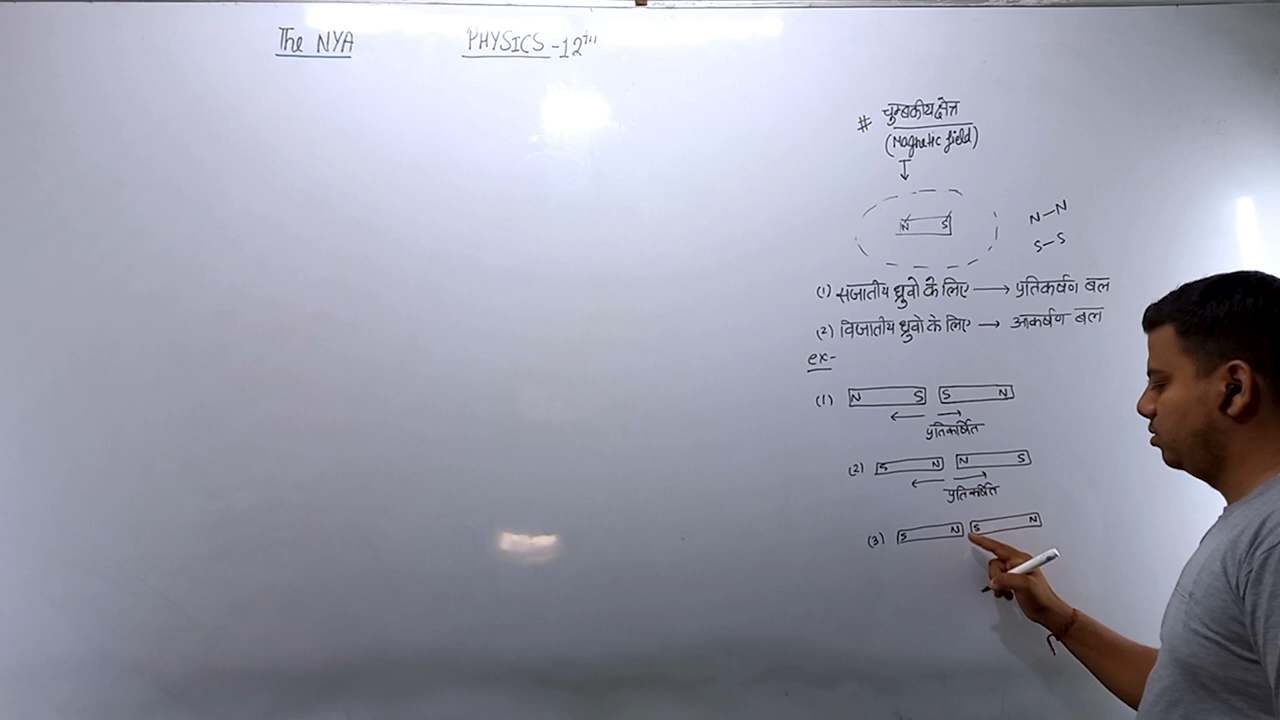 The NYA
PHYSICS-12th
# चुम्बकीय क्षेत्र
(Magnetic field)
N S
N-N
S-S
(1) सजातीय ध्रुवो के लिए → प्रतिकर्षण बल
(2) विजातीय ध्रुवो के लिए → आकर्षण बल
ex-
(1) N S S N
प्रतिकर्षित
(2) S N N S
प्रतिकर्षित
(3) S N S N